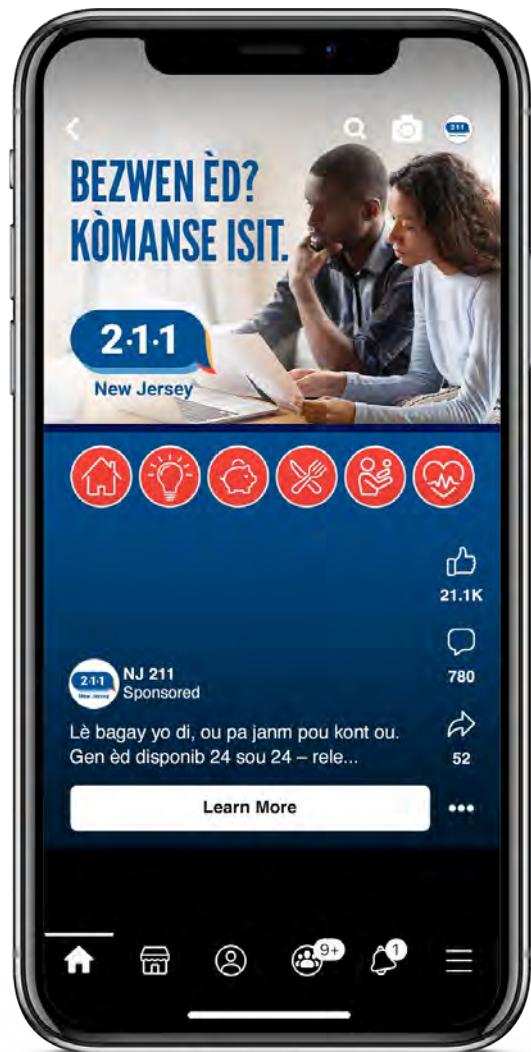 BEZWEN ÈD?
KÒMANSE ISIT.
2·1·1
New Jersey
21.1K
780
NJ 211
Sponsored
Lè bagay yo di, ou pa janm pou kont ou.
Gen èd disponib 24 sou 24 – rele...
52
Learn More
9+
1